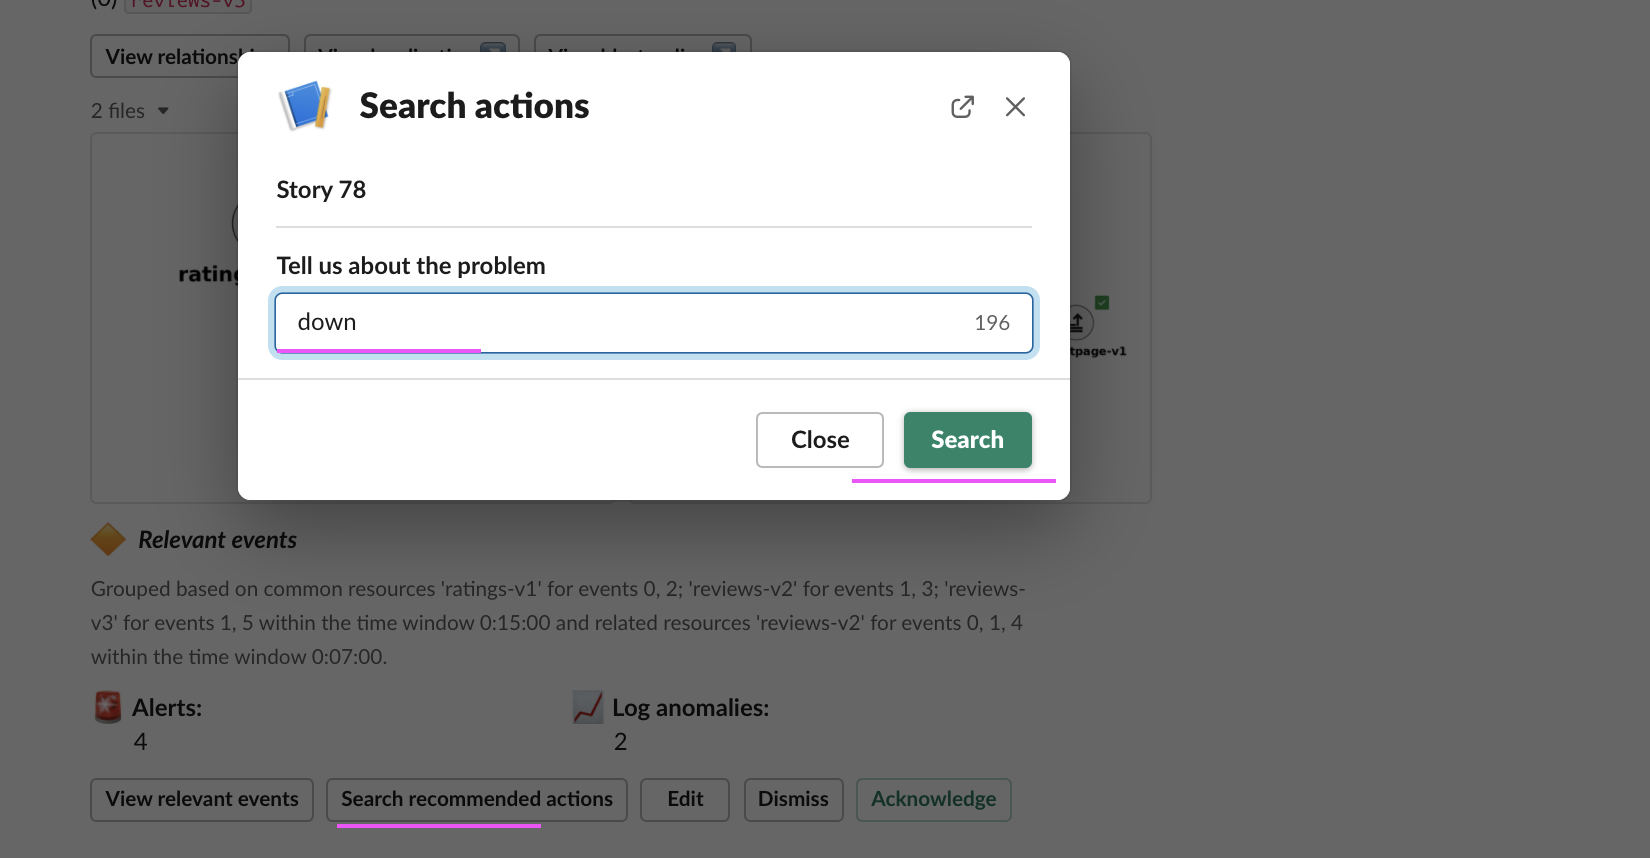 (0) reviews-v3
View relations
2 files
Search actions
Story 78
Tell us about the problem
down
196
Close
Search
rating
tpage-v1
Relevant events
Grouped based on common resources 'ratings-v1' for events 0, 2; 'reviews-v2' for events 1, 3; 'reviews-
v3' for events 1, 5 within the time window 0:15:00 and related resources 'reviews-v2' for events 0, 1, 4
within the time window 0:07:00.
Alerts:
4
Log anomalies:
2
View relevant events
Search recommended actions
Edit
Dismiss
Acknowledge